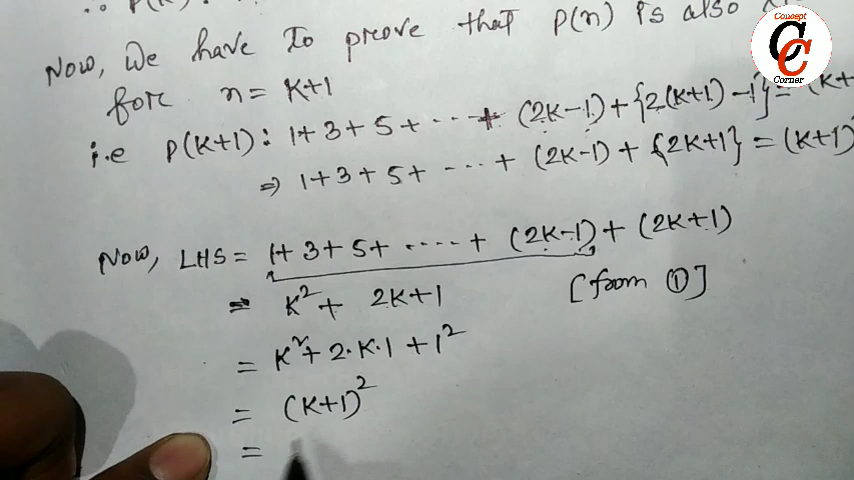 ∴ P(K)
Now, We have to prove that P(n) is also
for n = K+1
i.e P(K+1): 1+3+5+ ····+ (2K-1)+{2(K+1)-1}= (K+
⇒ 1+3+5+ ···+ (2K-1) + {2K+1} = (K+1)
Now, LHS = 1+3+5+ ····+ (2K-1)+ (2K+1)
= K²+ 2K+1 [from ①]
= K²+2·K·1+1²
= (K+1)²
=
Concept
CC
Corner